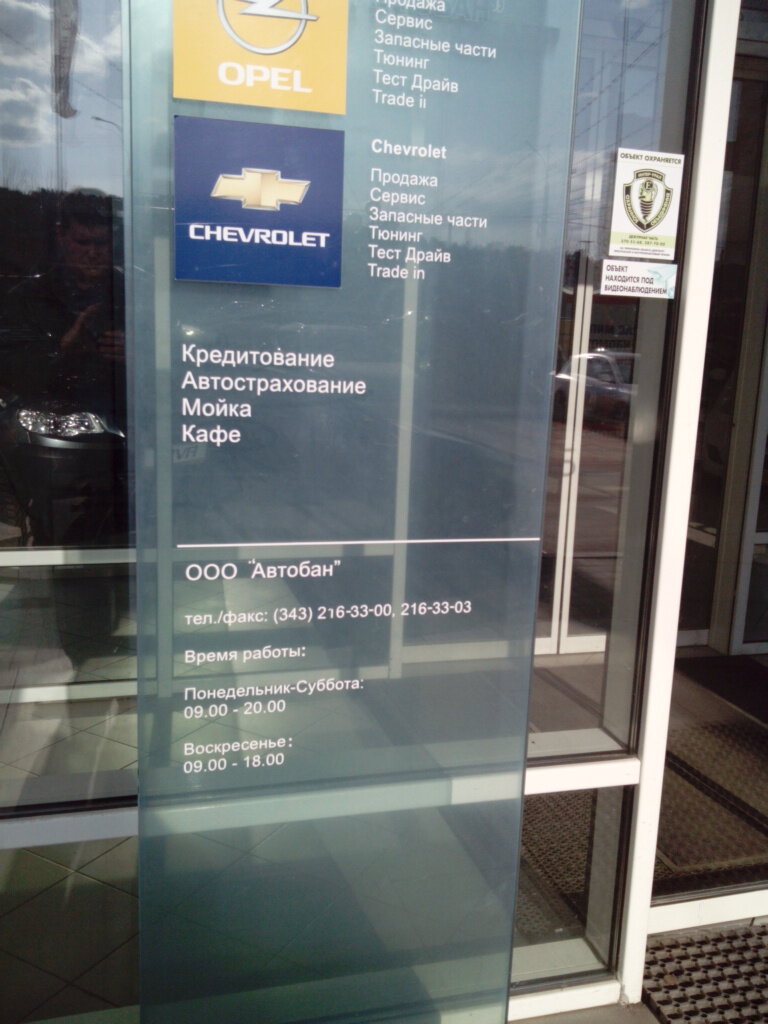 OPEL
Продажа
Сервис
Запасные части
Тюнинг
Тест Драйв
Trade in
CHEVROLET
Chevrolet
Продажа
Сервис
Запасные части
Тюнинг
Тест Драйв
Trade in
Кредитование
Автострахование
Мойка
Кафе
ООО "Автобан"
тел./факс: (343) 216-33-00, 216-33-03
Время работы:
Понедельник-Суббота:
09.00 - 20.00
Воскресенье:
09.00 - 18.00
ОБЪЕКТ ОХРАНЯЕТСЯ
ОБЪЕКТ
НАХОДИТСЯ ПОД
ВИДЕОНАБЛЮДЕНИЕМ